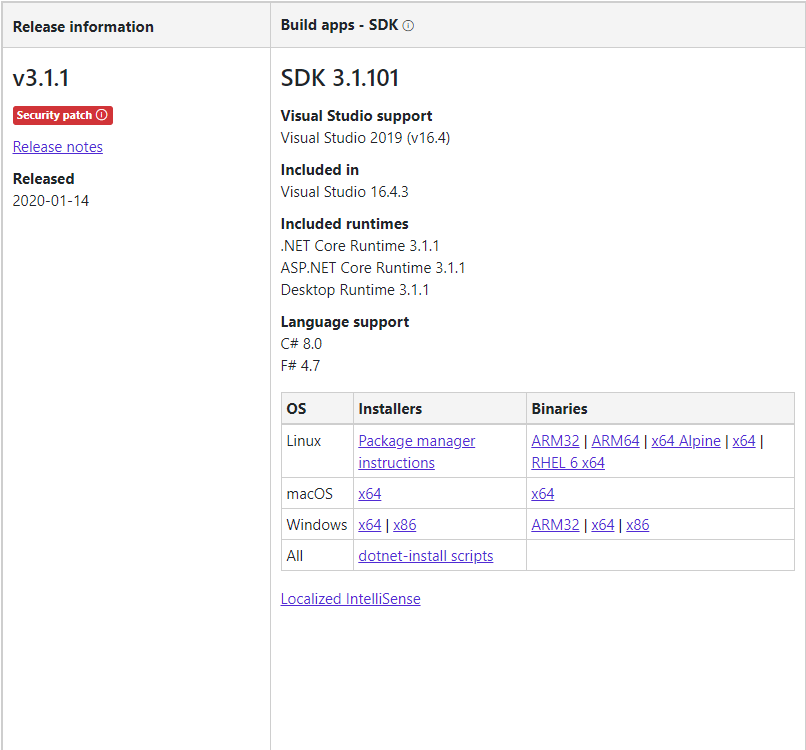 Release information
Build apps - SDK
v3.1.1
Security patch
Release notes
Released
2020-01-14
SDK 3.1.101
Visual Studio support
Visual Studio 2019 (v16.4)
Included in
Visual Studio 16.4.3
Included runtimes
.NET Core Runtime 3.1.1
ASP.NET Core Runtime 3.1.1
Desktop Runtime 3.1.1
Language support
C# 8.0
F# 4.7
OS Installers Binaries
Linux Package manager instructions ARM32 | ARM64 | x64 Alpine | x64 | RHEL 6 x64
macOS x64 x64
Windows x64 | x86 ARM32 | x64 | x86
All dotnet-install scripts
Localized IntelliSense